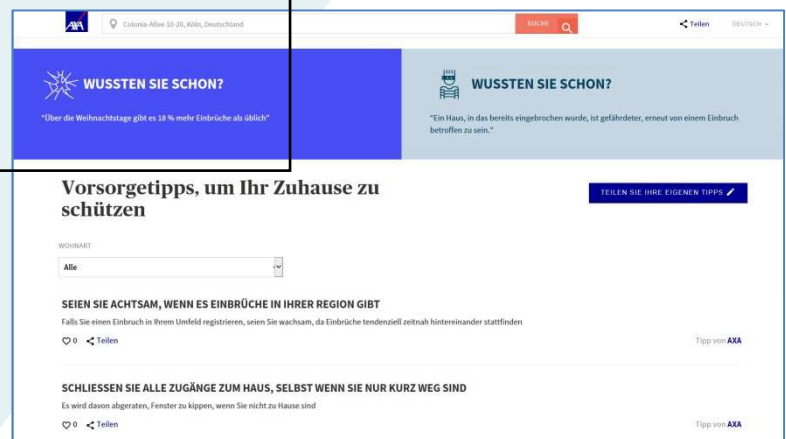 AXA
Colonia-Allee 10-20, Köln, Deutschland
SUCHE
Teilen
DEUTSCH
WUSSTEN SIE SCHON?
"Über die Weihnachtstage gibt es 18 % mehr Einbrüche als üblich"
WUSSTEN SIE SCHON?
"Ein Haus, in das bereits eingebrochen wurde, ist gefährdeter, erneut von einem Einbruch
betroffen zu sein."
Vorsorgetipps, um Ihr Zuhause zu
schützen
TEILEN SIE IHRE EIGENEN TIPPS
WOHNART
Alle
SEIEN SIE ACHTSAM, WENN ES EINBRÜCHE IN IHRER REGION GIBT
Falls Sie einen Einbruch in Ihrem Umfeld registrieren, seien Sie wachsam, da Einbrüche tendenziell zeitnah hintereinander stattfinden
0 Teilen
Tipp von AXA
SCHLIESSEN SIE ALLE ZUGÄNGE ZUM HAUS, SELBST WENN SIE NUR KURZ WEG SIND
Es wird davon abgeraten, Fenster zu kippen, wenn Sie nicht zu Hause sind
0 Teilen
Tipp von AXA